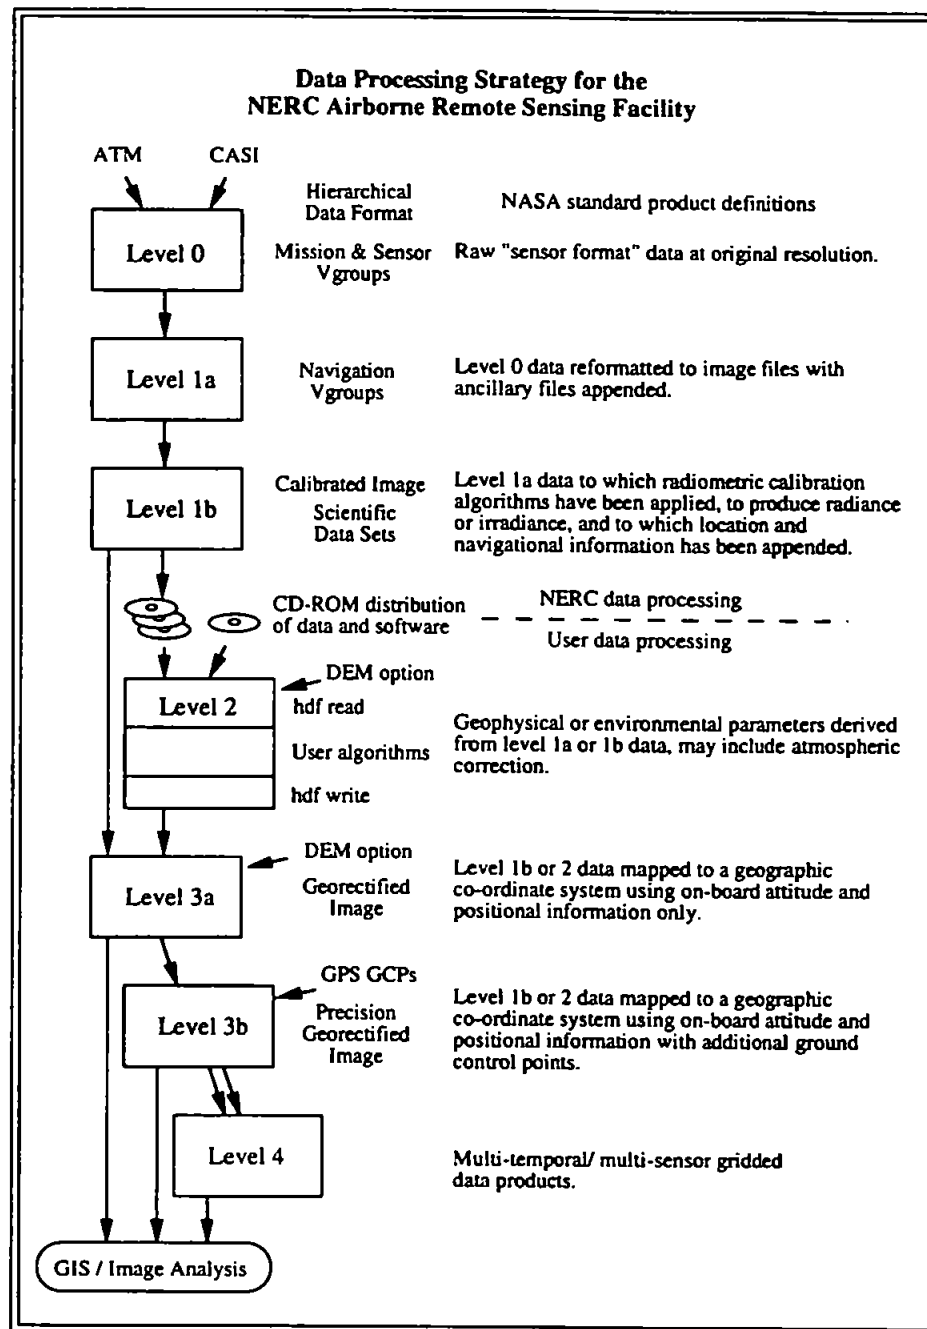 Data Processing Strategy for the
NERC Airborne Remote Sensing Facility
ATM
CASI
Hierarchical
Data Format
NASA standard product definitions
Level 0
Mission & Sensor
Vgroups
Raw "sensor format" data at original resolution.
Level 1a
Navigation
Vgroups
Level 0 data reformatted to image files with
ancillary files appended.
Level 1b
Calibrated Image
Scientific
Data Sets
Level 1a data to which radiometric calibration
algorithms have been applied, to produce radiance
or irradiance, and to which location and
navigational information has been appended.
CD-ROM distribution
of data and software
NERC data processing
User data processing
DEM option
Level 2
hdf read
User algorithms
hdf write
Geophysical or environmental parameters derived
from level 1a or 1b data, may include atmospheric
correction.
DEM option
Level 3a
Georectified
Image
Level 1b or 2 data mapped to a geographic
co-ordinate system using on-board attitude and
positional information only.
GPS GCPs
Level 3b
Precision
Georectified
Image
Level 1b or 2 data mapped to a geographic
co-ordinate system using on-board attitude and
positional information with additional ground
control points.
Level 4
Multi-temporal/ multi-sensor gridded
data products.
GIS / Image Analysis